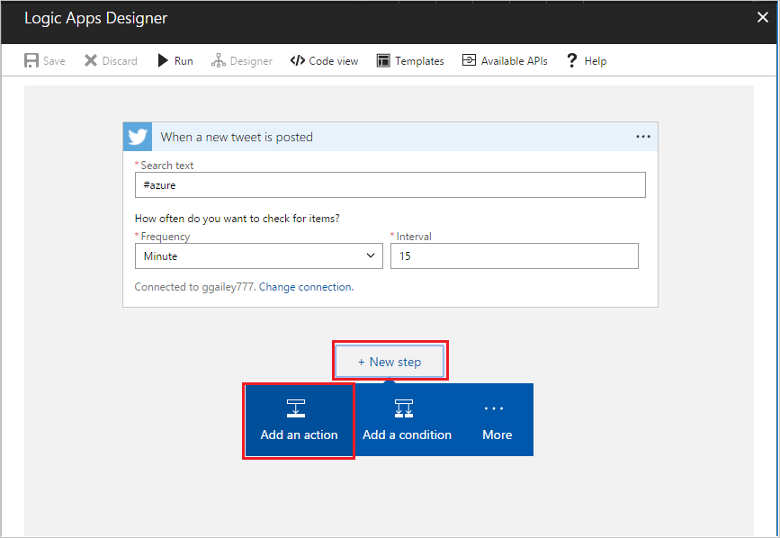 Logic Apps Designer
Save Discard Run Designer Code view Templates Available APIs ? Help
When a new tweet is posted
* Search text
#azure
How often do you want to check for items?
* Frequency * Interval
Minute 15
Connected to ggailey777. Change connection.
+ New step
Add an action Add a condition More